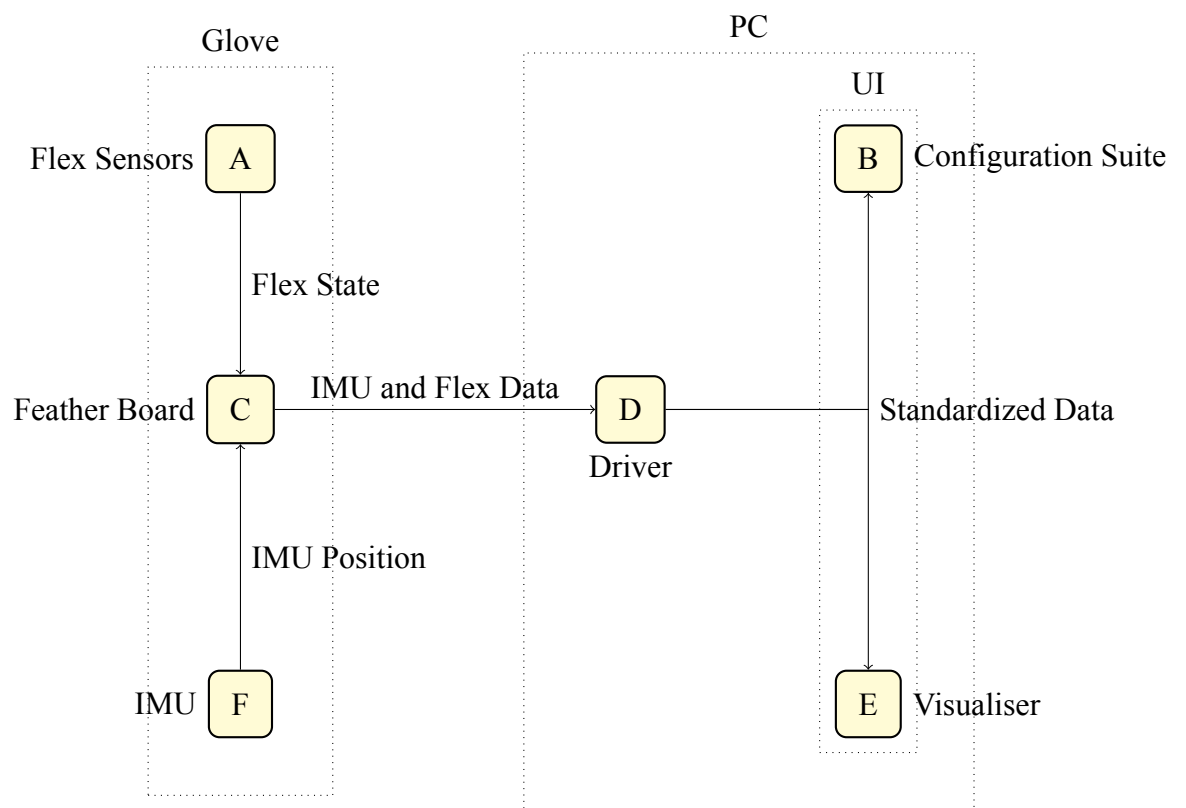 PC
Glove
UI
Flex Sensors
A
B
Configuration Suite
Flex State
IMU and Flex Data
Feather Board
C
D
Standardized Data
Driver
IMU Position
IMU
F
E
Visualiser